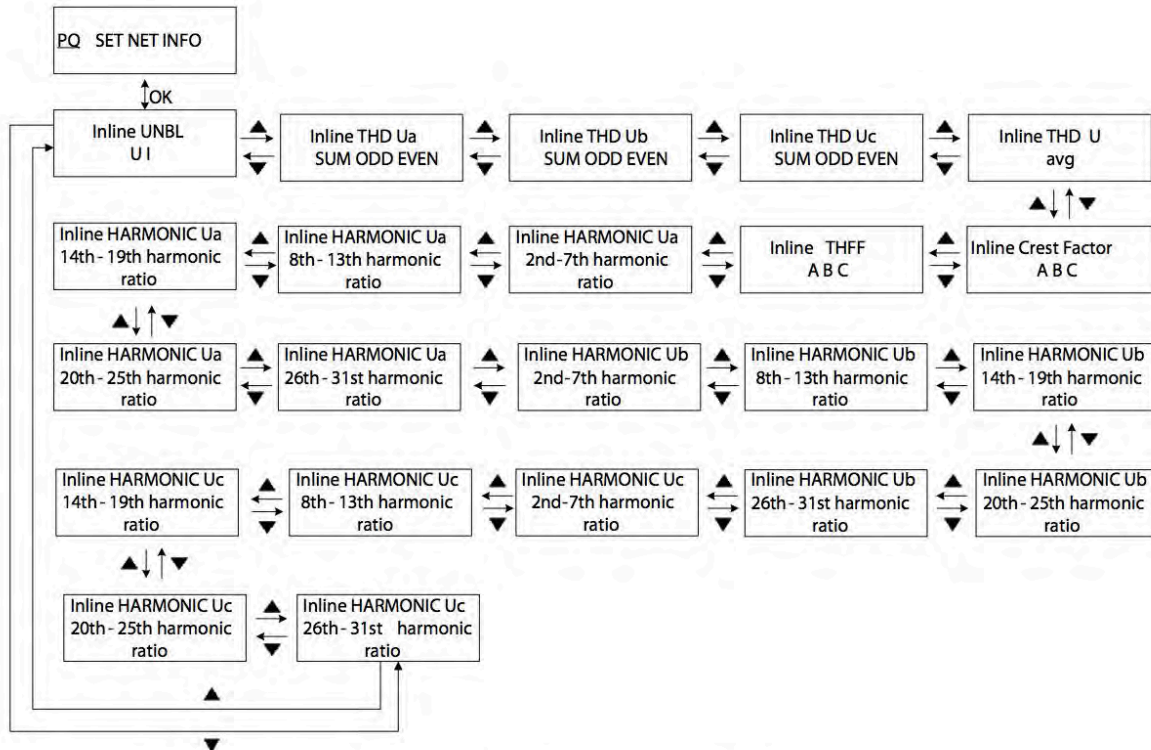 PQ SET NET INFO
OK
Inline UNBL
U I
Inline THD Ua
SUM ODD EVEN
Inline THD Ub
SUM ODD EVEN
Inline THD Uc
SUM ODD EVEN
Inline THD U
avg
Inline HARMONIC Ua
14th-19th harmonic
ratio
Inline HARMONIC Ua
8th-13th harmonic
ratio
Inline HARMONIC Ua
2nd-7th harmonic
ratio
Inline THFF
A B C
Inline Crest Factor
A B C
Inline HARMONIC Ua
20th-25th harmonic
ratio
Inline HARMONIC Ua
26th-31st harmonic
ratio
Inline HARMONIC Ub
2nd-7th harmonic
ratio
Inline HARMONIC Ub
8th-13th harmonic
ratio
Inline HARMONIC Ub
14th-19th harmonic
ratio
Inline HARMONIC Uc
14th-19th harmonic
ratio
Inline HARMONIC Uc
8th-13th harmonic
ratio
Inline HARMONIC Uc
2nd-7th harmonic
ratio
Inline HARMONIC Ub
26th-31st harmonic
ratio
Inline HARMONIC Ub
20th-25th harmonic
ratio
Inline HARMONIC Uc
20th-25th harmonic
ratio
Inline HARMONIC Uc
26th-31st harmonic
ratio